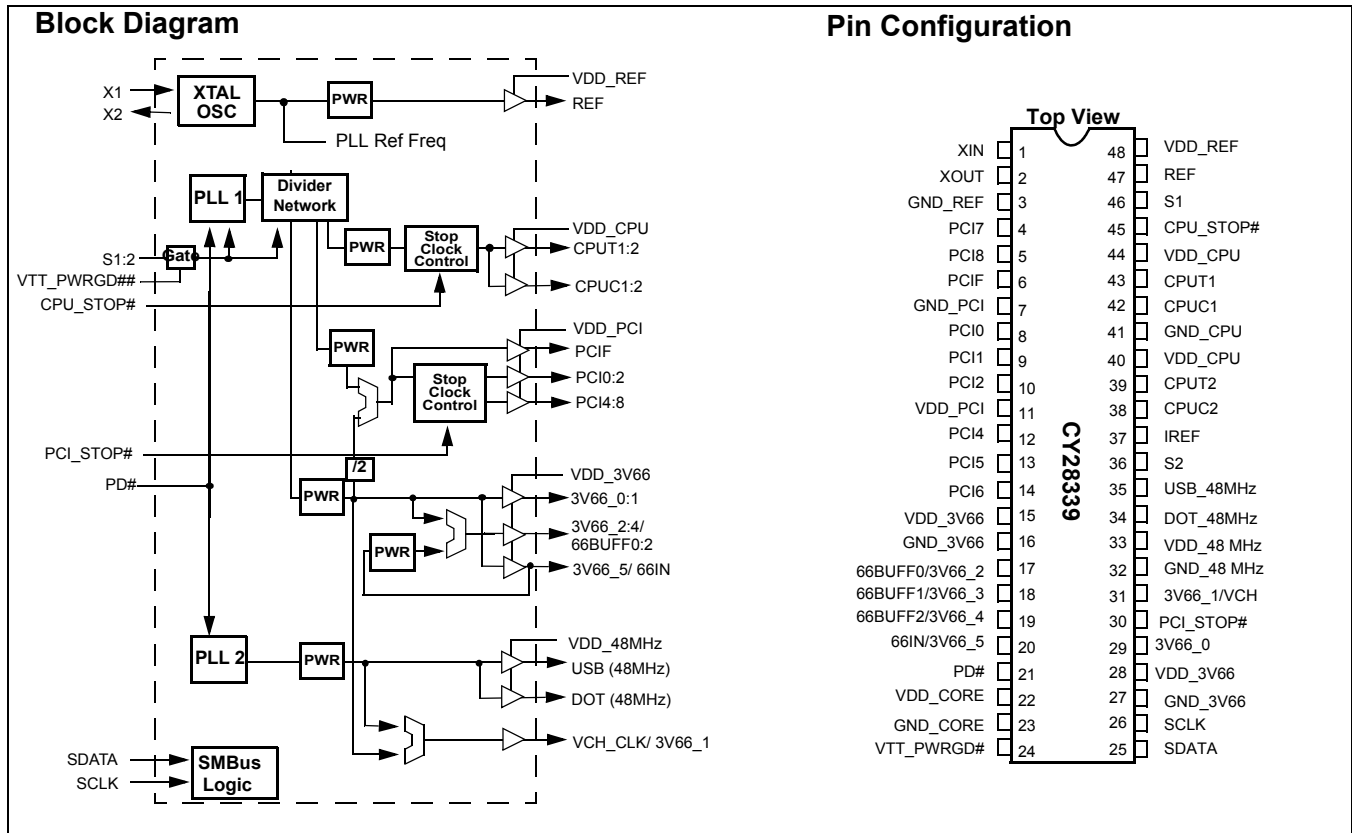 Block Diagram
X1
X2
XTAL
OSC
PWR
VDD_REF
REF
PLL Ref Freq
PLL 1
Divider
Network
PWR
Stop
Clock
Control
VDD_CPU
CPUT1:2
CPUC1:2
S1:2
Gate
VTT_PWRGD##
CPU_STOP#
PWR
Stop
Clock
Control
VDD_PCI
PCIF
PCI0:2
PCI4:8
PCI_STOP#
PD#
/2
PWR
VDD_3V66
3V66_0:1
3V66_2:4/
66BUFF0:2
PWR
3V66_5/ 66IN
PLL 2
PWR
VDD_48MHz
USB (48MHz)
DOT (48MHz)
VCH_CLK/ 3V66_1
SDATA
SCLK
SMBus
Logic
Pin Configuration
Top View
XIN 1 48 VDD_REF
XOUT 2 47 REF
GND_REF 3 46 S1
PCI7 4 45 CPU_STOP#
PCI8 5 44 VDD_CPU
PCIF 6 43 CPUT1
GND_PCI 7 42 CPUC1
PCI0 8 41 GND_CPU
PCI1 9 40 VDD_CPU
PCI2 10 39 CPUT2
VDD_PCI 11 38 CPUC2
PCI4 12 37 IREF
PCI5 13 36 S2
PCI6 14 35 USB_48MHz
VDD_3V66 15 34 DOT_48MHz
GND_3V66 16 33 VDD_48 MHz
66BUFF0/3V66_2 17 32 GND_48 MHz
66BUFF1/3V66_3 18 31 3V66_1/VCH
66BUFF2/3V66_4 19 30 PCI_STOP#
66IN/3V66_5 20 29 3V66_0
PD# 21 28 VDD_3V66
VDD_CORE 22 27 GND_3V66
GND_CORE 23 26 SCLK
VTT_PWRGD# 24 25 SDATA
CY28339